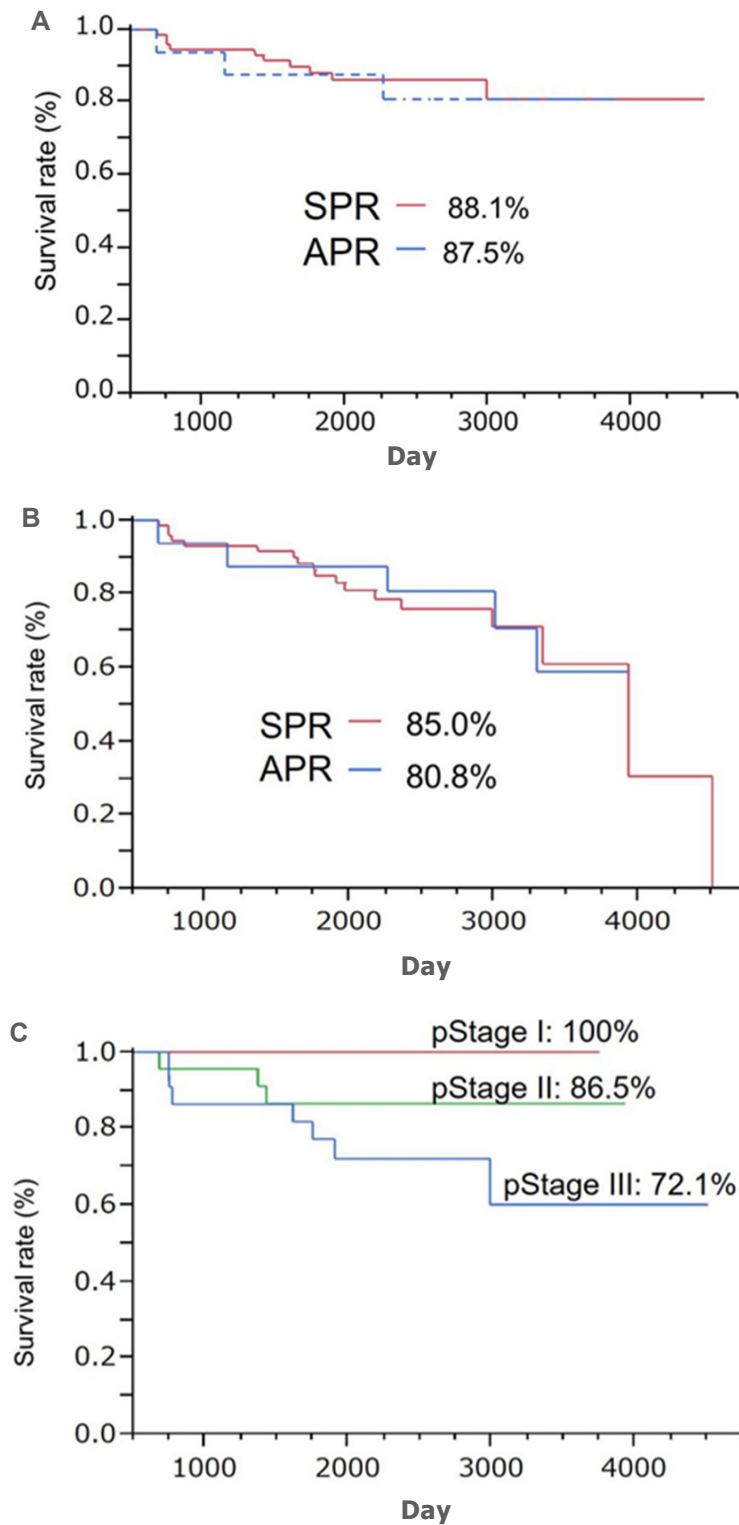 A
1.0
0.8
0.6
0.4
0.2
0.0
Survival rate (%)
SPR 88.1%
APR 87.5%
1000 2000 3000 4000
Day
B
1.0
0.8
0.6
0.4
0.2
0.0
Survival rate (%)
SPR 85.0%
APR 80.8%
1000 2000 3000 4000
Day
C
1.0
0.8
0.6
0.4
0.2
0.0
Survival rate (%)
pStage I: 100%
pStage II: 86.5%
pStage III: 72.1%
1000 2000 3000 4000
Day